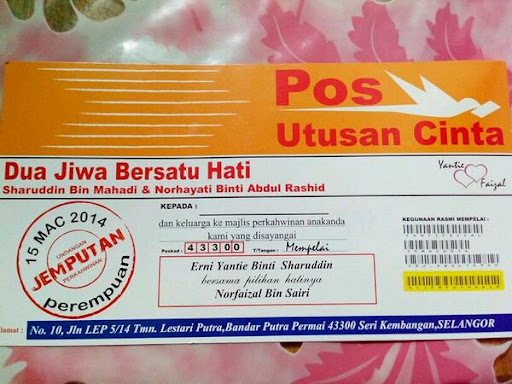 Pos
Utusan Cinta
Dua Jiwa Bersatu Hati
Sharuddin Bin Mahadi & Norhayati Binti Abdul Rashid
Yantie
Faizal
15 MAC 2014
UNDANGAN
JEMPUTAN
PERKAHWINAN
perempuan
KEPADA :
dan keluarga ke majlis perkahwinan anakanda
kami yang disayangai
Poskod : 43300 T/Tangan : Mempelai
Erni Yantie Binti Sharuddin
bersama pilihan hatinya
Norfaizal Bin Sairi
KEGUNAAN RASMI MEMPELAI :
lamat : No. 10, Jln LEP 5/14 Tmn. Lestari Putra,Bandar Putra Permai 43300 Seri Kembangan,SELANGOR